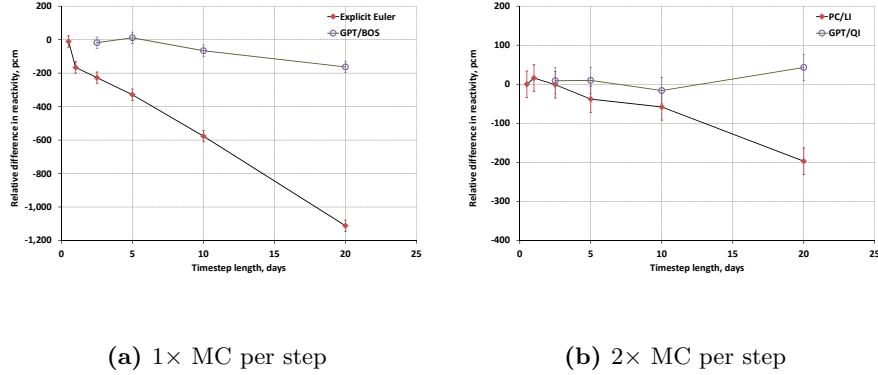 200
0
-200
-400
-600
-800
-1,000
-1,200
Relative difference in reactivity, pcm
0 5 10 15 20 25
Timestep length, days
Explicit Euler
GPT/BOS
(a) 1× MC per step
200
100
0
-100
-200
-300
-400
Relative difference in reactivity, pcm
0 5 10 15 20 25
Timestep length, days
PC/LI
GPT/QI
(b) 2× MC per step